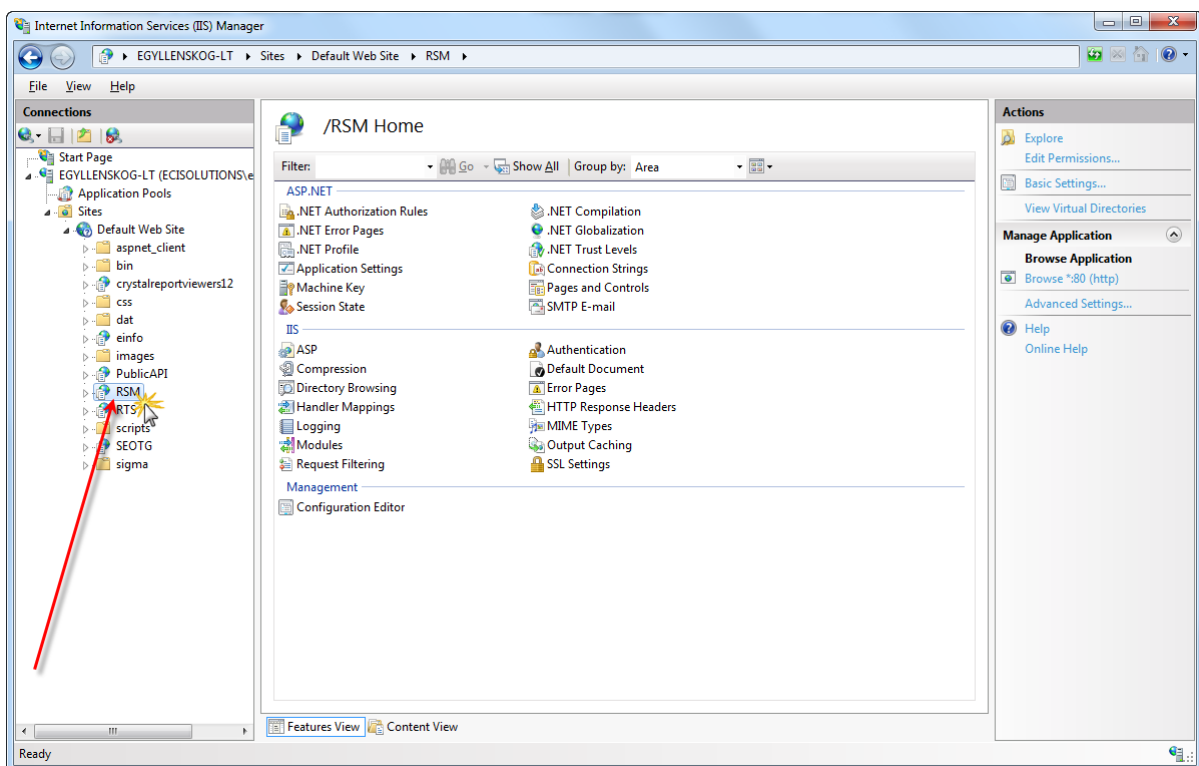 Internet Information Services (IIS) Manager
EGYLLENSKOG-LT Sites Default Web Site RSM
File View Help
Connections
Start Page
EGYLLENSKOG-LT (ECISOLUTIONS\e
Application Pools
Sites
Default Web Site
aspnet_client
bin
crystalreportviewers12
css
dat
einfo
images
PublicAPI
RSM
RTS
scripts
SEOTG
sigma
/RSM Home
Filter: Go Show All Group by: Area
ASP.NET
.NET Authorization Rules .NET Compilation
.NET Error Pages .NET Globalization
.NET Profile .NET Trust Levels
Application Settings Connection Strings
Machine Key Pages and Controls
Session State SMTP E-mail
IIS
ASP Authentication
Compression Default Document
Directory Browsing Error Pages
Handler Mappings HTTP Response Headers
Logging MIME Types
Modules Output Caching
Request Filtering SSL Settings
Management
Configuration Editor
Features View Content View
Actions
Explore
Edit Permissions...
Basic Settings...
View Virtual Directories
Manage Application
Browse Application
Browse *:80 (http)
Advanced Settings...
Help
Online Help
Ready